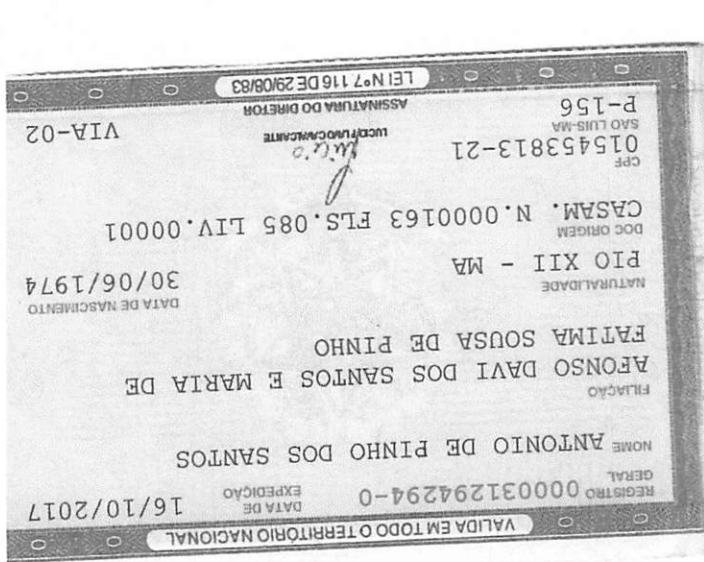 VALIDA EM TODO O TERRITÓRIO NACIONAL
REGISTRO GERAL 000031294294-0 DATA DE EXPEDIÇÃO 16/10/2017
NOME ANTONIO DE PINHO DOS SANTOS
FILIAÇÃO
AFONSO DAVI DOS SANTOS E MARIA DE
FATIMA SOUSA DE PINHO
NATURALIDADE DATA DE NASCIMENTO
PIO XII - MA 30/06/1974
DOC ORIGEM
CASAM. N.0000163 FLS.085 LIV.00001
CPF
015453813-21
SAO LUIS-MA LUCIO FLAVIO CAVALCANTE
P-156 VIA-02
ASSINATURA DO DIRETOR
LEI Nº 7.116 DE 29/08/83